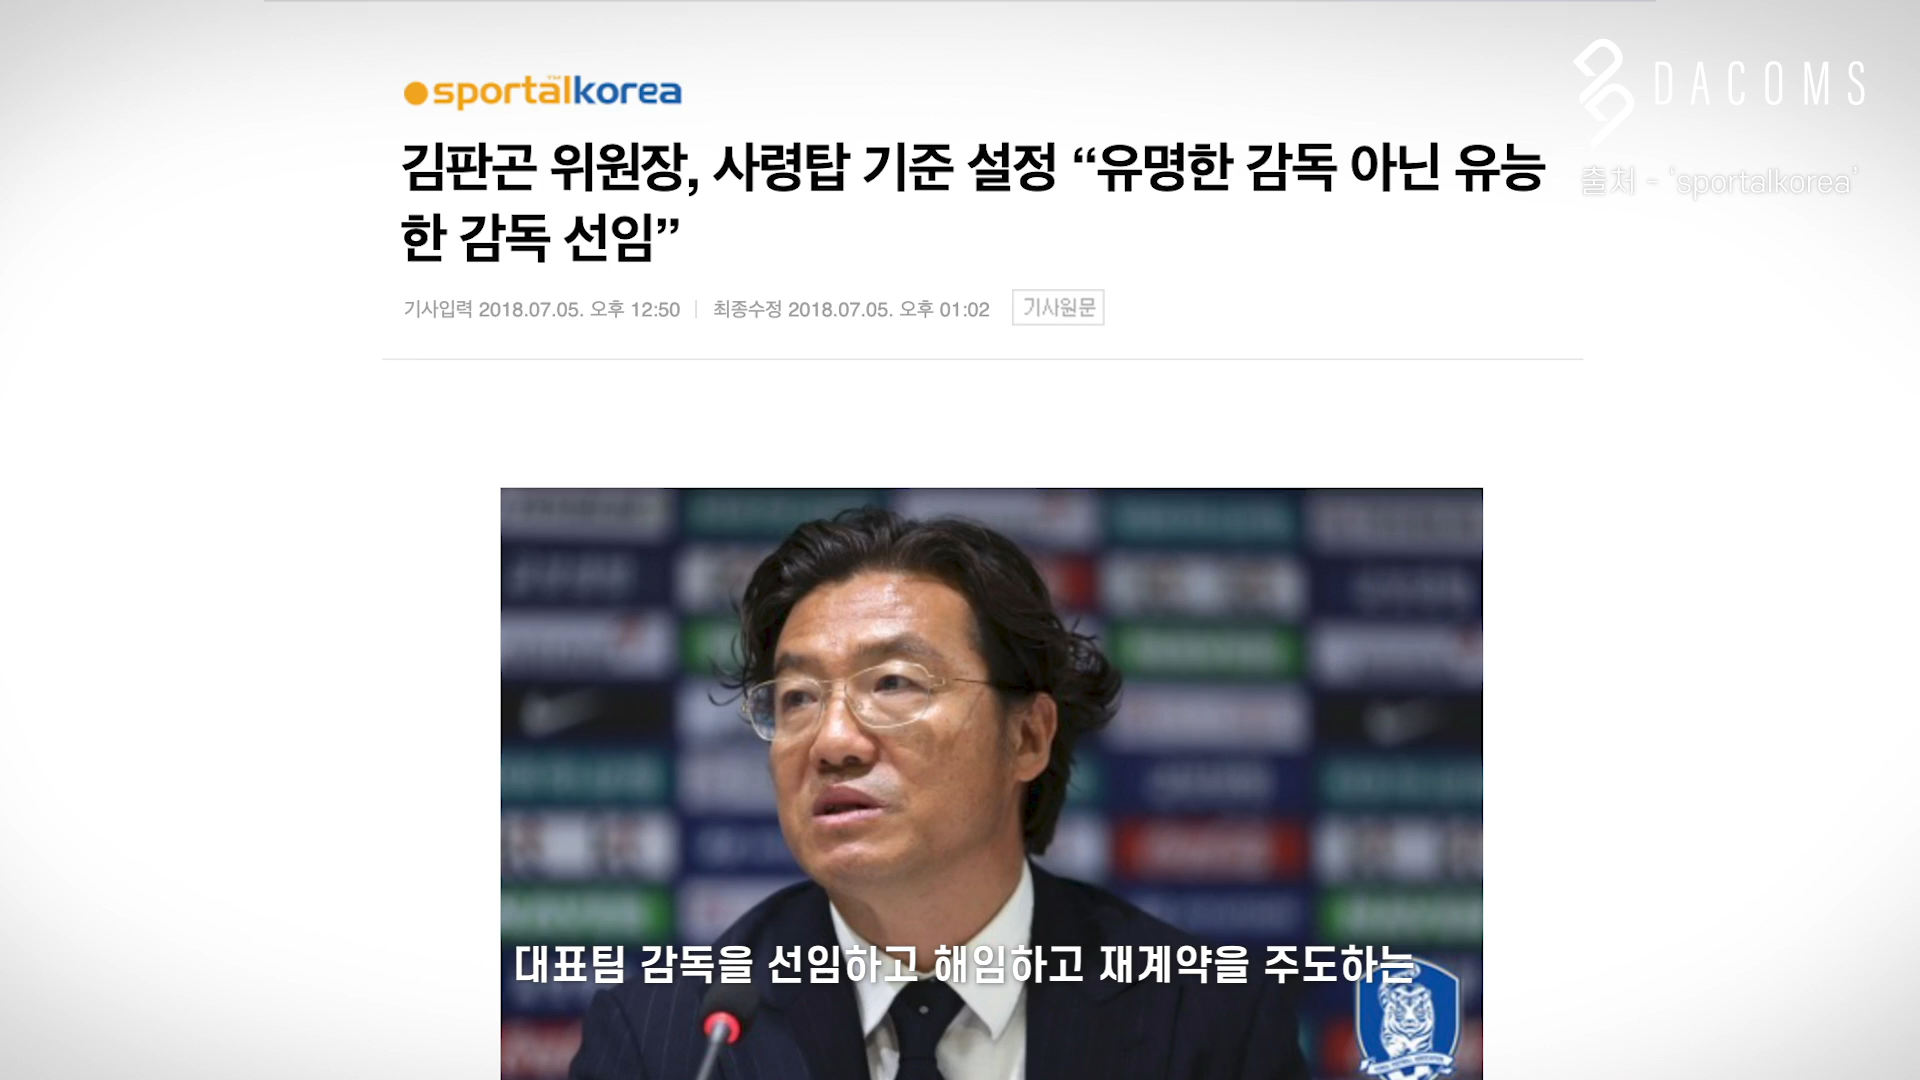 sportalkorea
DACOMS
김판곤 위원장, 사령탑 기준 설정 “유명한 감독 아닌 유능
한 감독 선임”
출처 - ‘sportalkorea’
기사입력 2018.07.05. 오후 12:50 | 최종수정 2018.07.05. 오후 01:02 기사원문
대표팀 감독을 선임하고 해임하고 재계약을 주도하는